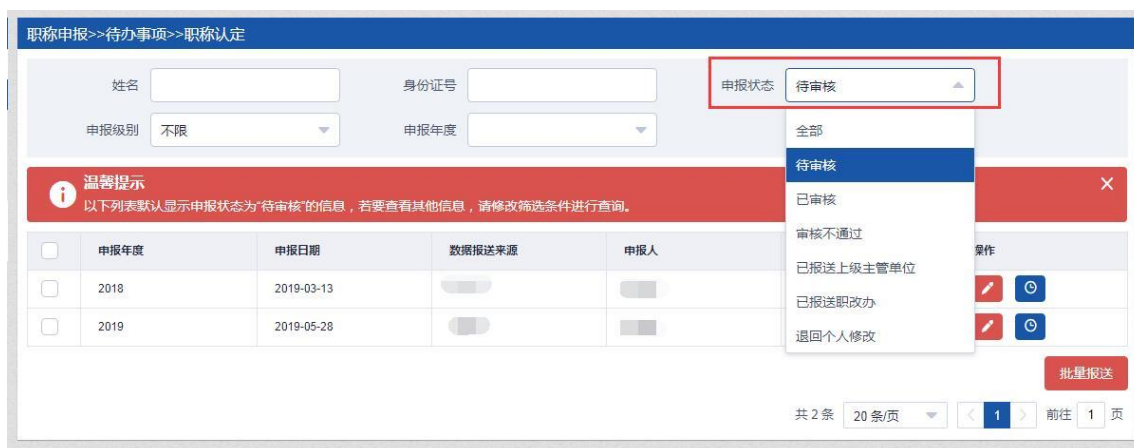 职称申报>>待办事项>>职称认定
姓名 身份证号 申报状态 待审核
申报级别 不限 申报年度
全部
待审核
已审核
审核不通过
已报送上级主管单位
已报送职改办
退回个人修改
温馨提示
以下列表默认显示申报状态为“待审核”的信息，若要查看其他信息，请修改筛选条件进行查询。
申报年度 申报日期 数据报送来源 申报人 操作
2018 2019-03-13
2019 2019-05-28
批量报送
共 2 条 20 条/页 1 前往 1 页